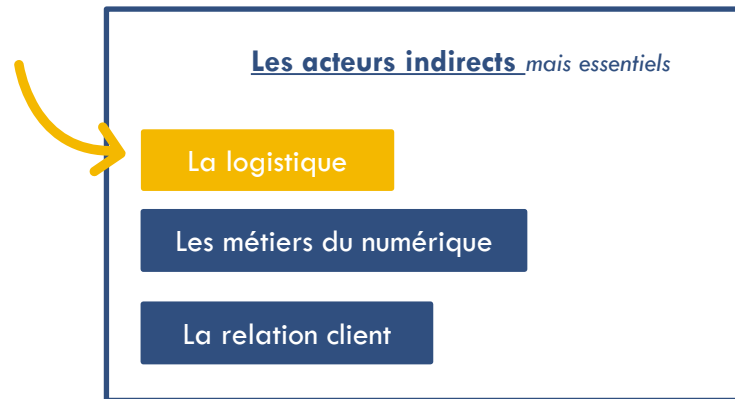 Les acteurs indirects mais essentiels
La logistique
Les métiers du numérique
La relation client